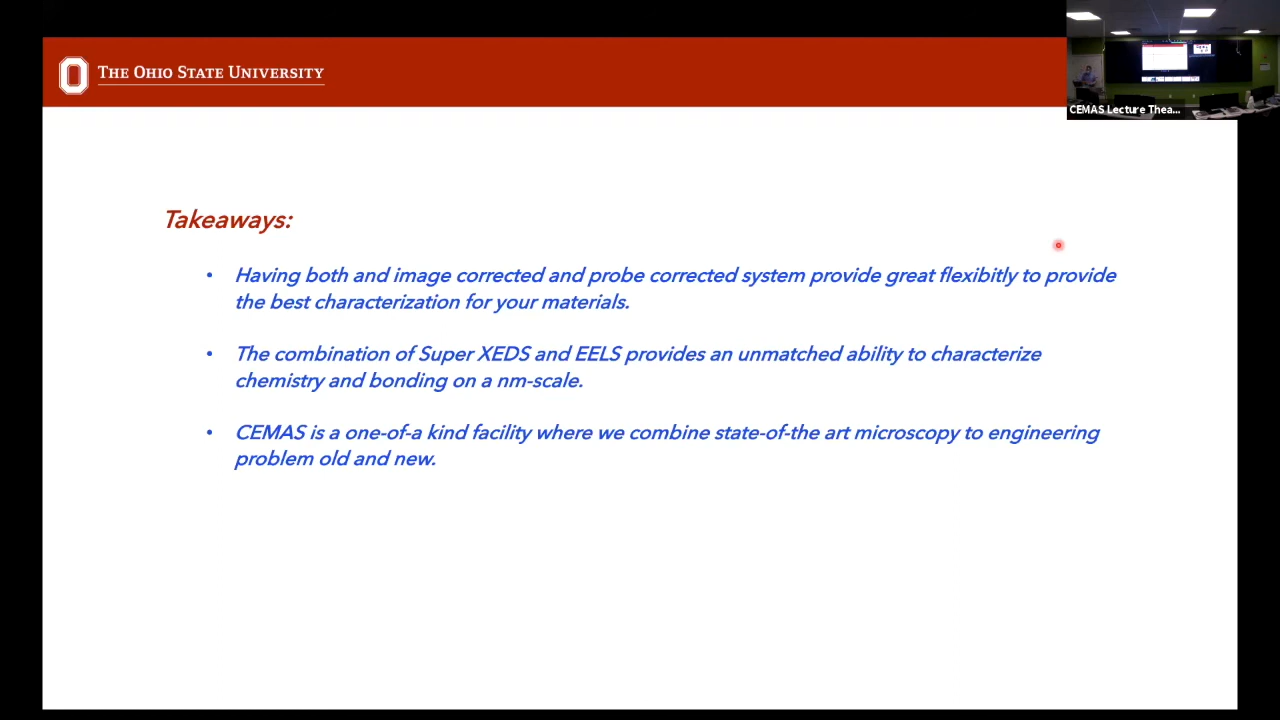 THE OHIO STATE UNIVERSITY
CEMAS Lecture Thea...
Takeaways:
• Having both and image corrected and probe corrected system provide great flexibitly to provide
the best characterization for your materials.
• The combination of Super XEDS and EELS provides an unmatched ability to characterize
chemistry and bonding on a nm-scale.
• CEMAS is a one-of-a kind facility where we combine state-of-the art microscopy to engineering
problem old and new.